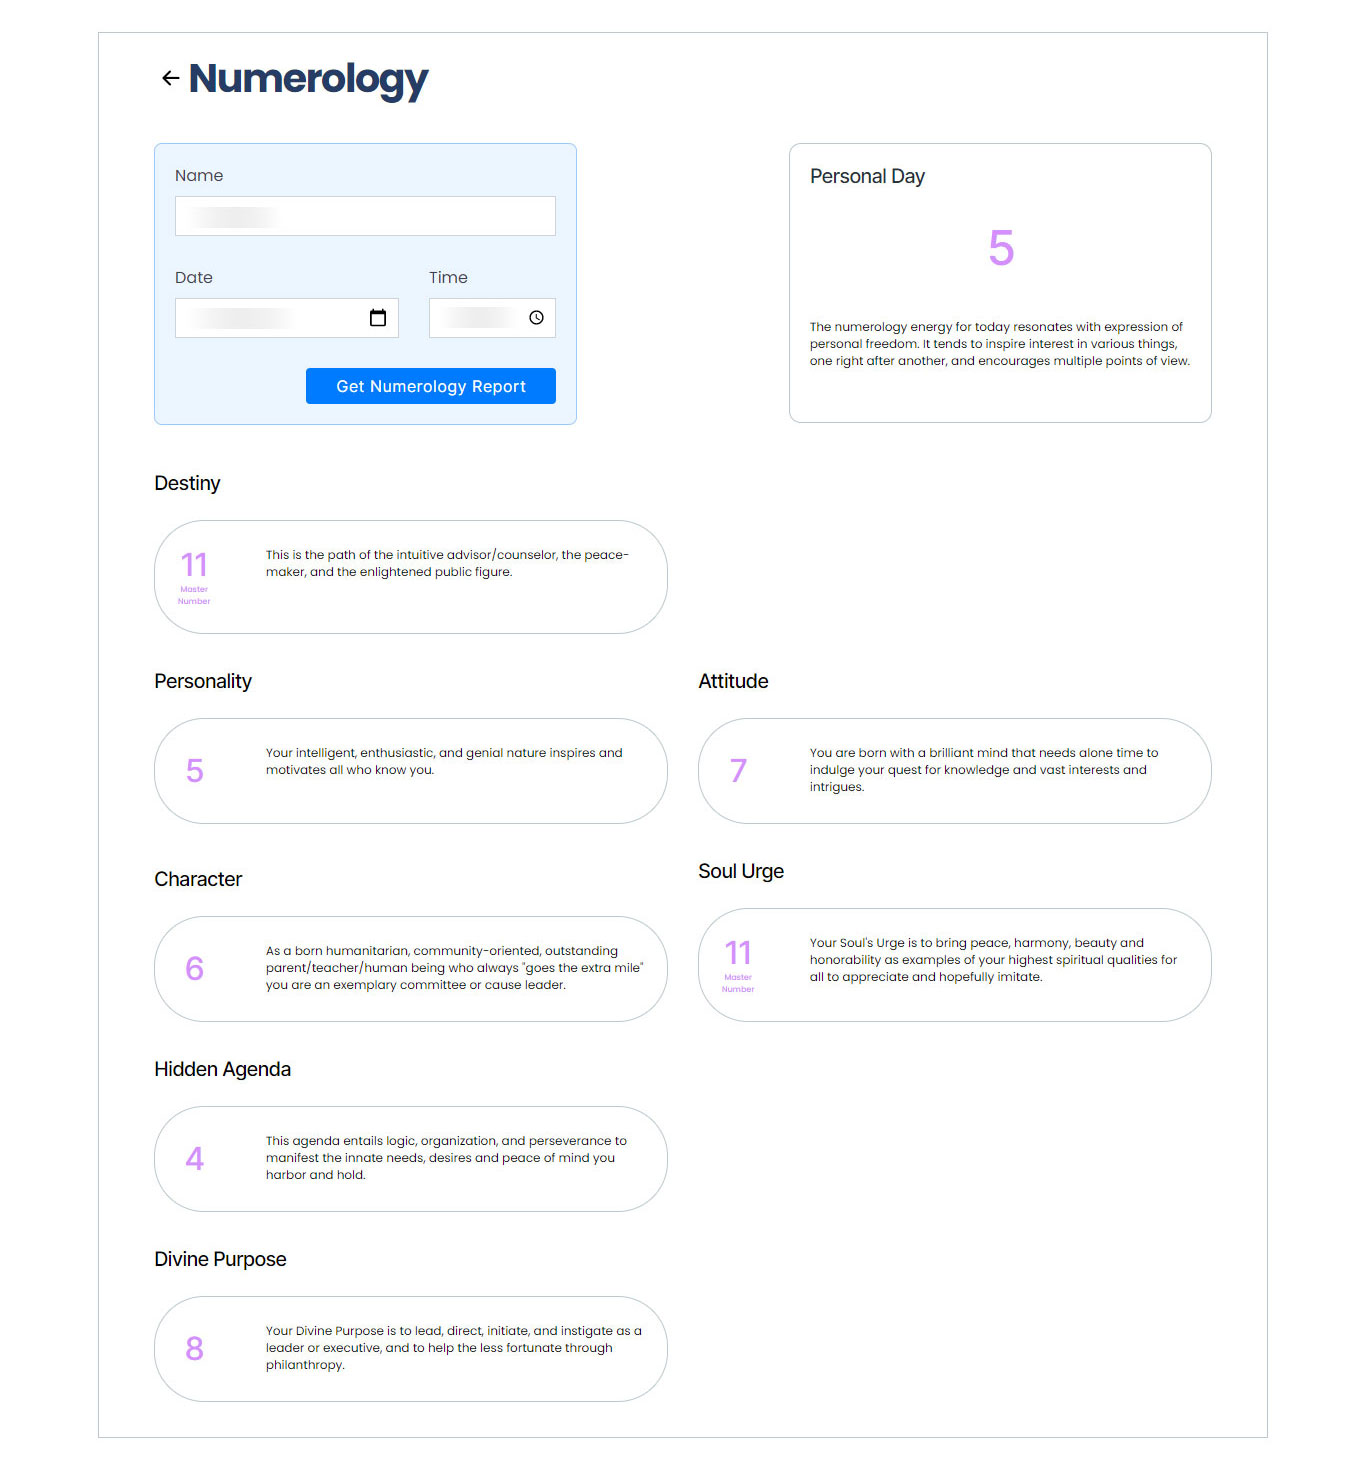 Numerology
Name
Date
Time
Get Numerology Report
Personal Day
5
The numerology energy for today resonates with expression of
personal freedom. It tends to inspire interest in various things,
one right after another, and encourages multiple points of view.
Destiny
11
Master
Number
This is the path of the intuitive advisor/counselor, the peace-
maker, and the enlightened public figure.
Personality
5
Your intelligent, enthusiastic, and genial nature inspires and
motivates all who know you.
Attitude
7
You are born with a brilliant mind that needs alone time to
indulge your quest for knowledge and vast interests and
intrigues.
Character
6
As a born humanitarian, community-oriented, outstanding
parent/teacher/human being who always "goes the extra mile"
you are an exemplary committee or cause leader.
Soul Urge
11
Master
Number
Your Soul's Urge is to bring peace, harmony, beauty and
honorability as examples of your highest spiritual qualities for
all to appreciate and hopefully imitate.
Hidden Agenda
4
This agenda entails logic, organization, and perseverance to
manifest the innate needs, desires and peace of mind you
harbor and hold.
Divine Purpose
8
Your Divine Purpose is to lead, direct, initiate, and instigate as a
leader or executive, and to help the less fortunate through
philanthropy.